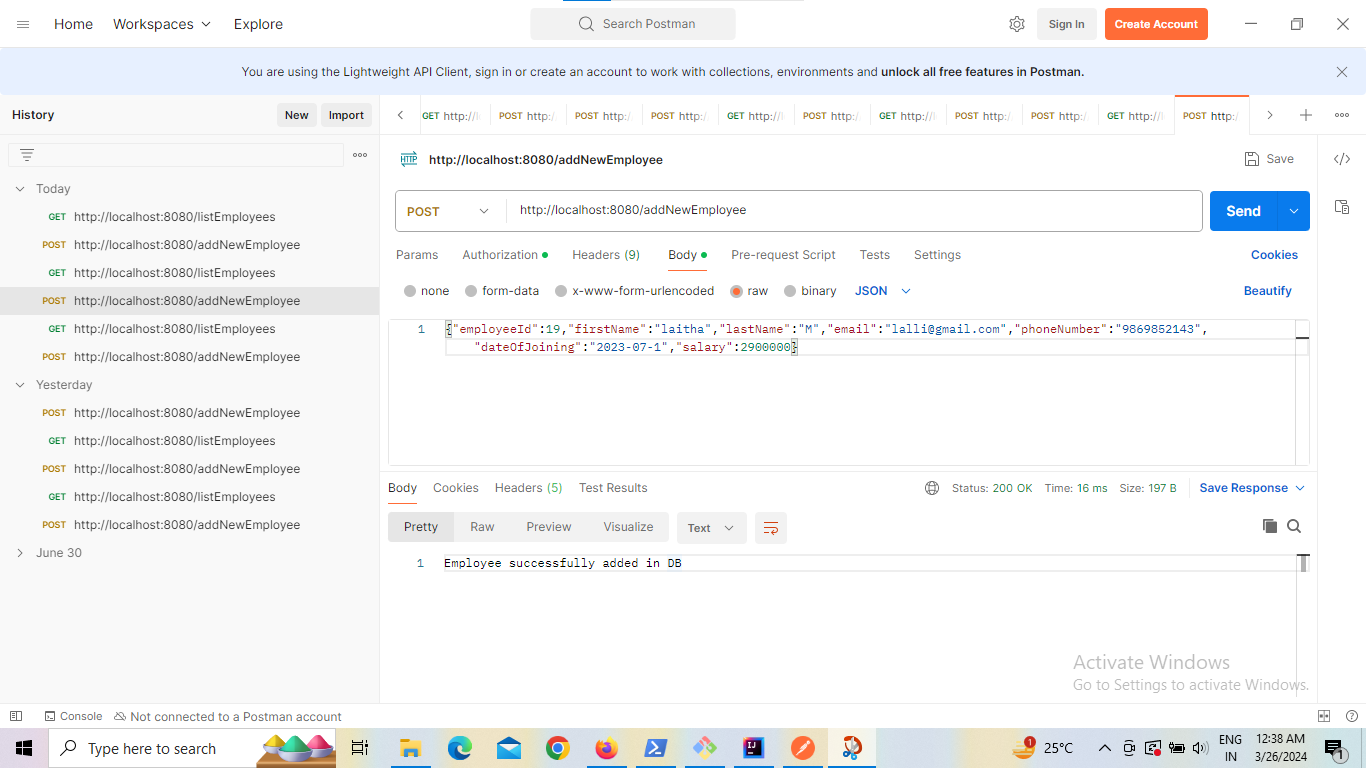 Home Workspaces Explore
Search Postman
Sign In Create Account
You are using the Lightweight API Client, sign in or create an account to work with collections, environments and unlock all free features in Postman.
History New Import
GET http:// POST http:/ POST http:/ POST http:/ GET http:// POST http:/ GET http:// POST http:/ POST http:/ GET http:// POST http:/
Today
GET http://localhost:8080/listEmployees
POST http://localhost:8080/addNewEmployee
GET http://localhost:8080/listEmployees
POST http://localhost:8080/addNewEmployee
GET http://localhost:8080/listEmployees
POST http://localhost:8080/addNewEmployee
Yesterday
POST http://localhost:8080/addNewEmployee
GET http://localhost:8080/listEmployees
POST http://localhost:8080/addNewEmployee
GET http://localhost:8080/listEmployees
POST http://localhost:8080/addNewEmployee
June 30
HTTP http://localhost:8080/addNewEmployee Save
POST http://localhost:8080/addNewEmployee Send
Params Authorization Headers (9) Body Pre-request Script Tests Settings Cookies
none form-data x-www-form-urlencoded raw binary JSON Beautify
1 {"employeeId":19,"firstName":"laitha","lastName":"M","email":"lalli@gmail.com","phoneNumber":"9869852143",
"dateOfJoining":"2023-07-1","salary":2900000}
Body Cookies Headers (5) Test Results Status: 200 OK Time: 16 ms Size: 197 B Save Response
Pretty Raw Preview Visualize Text
1 Employee successfully added in DB
Activate Windows
Go to Settings to activate Windows.
Console Not connected to a Postman account
Type here to search
1 25°C ENG IN 12:38 AM 3/26/2024 1